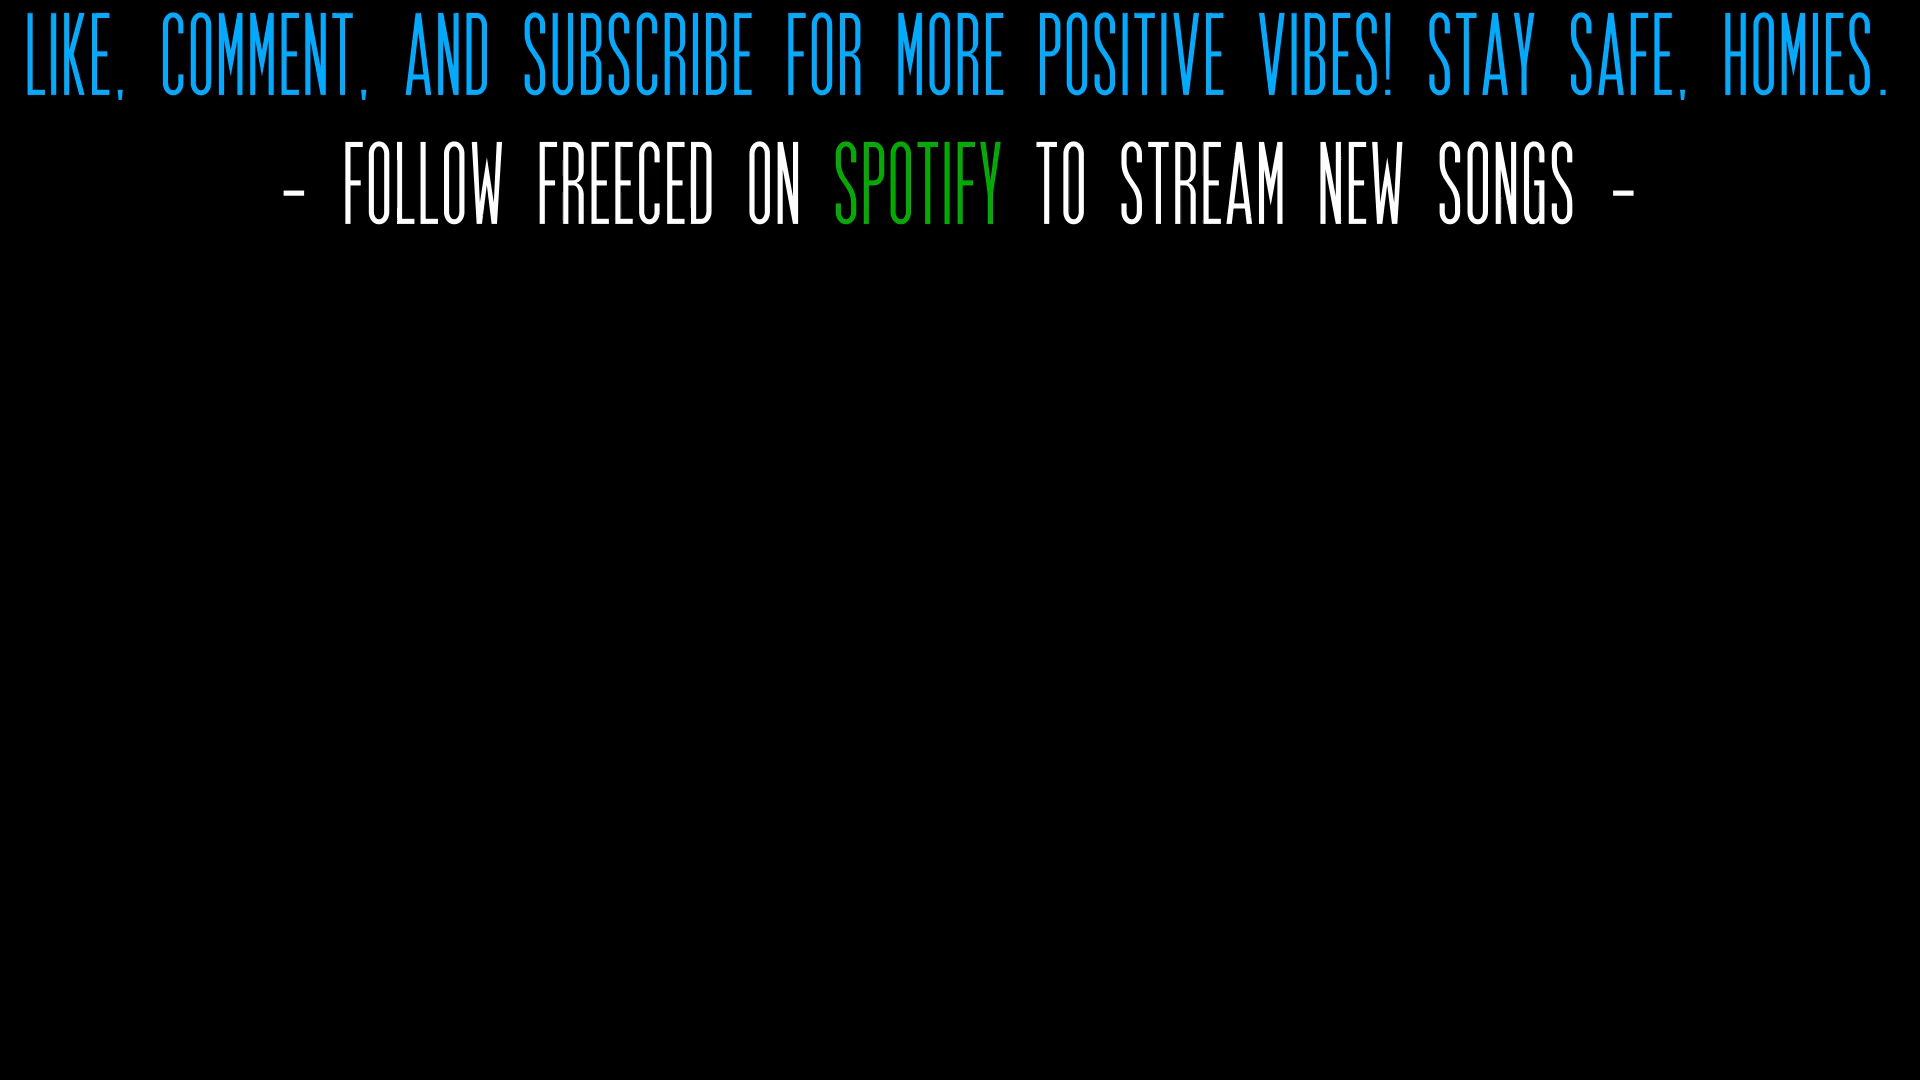 LIKE, COMMENT, AND SUBSCRIBE FOR MORE POSITIVE VIBES! STAY SAFE, HOMIES.
- FOLLOW FREECED ON SPOTIFY TO STREAM NEW SONGS -